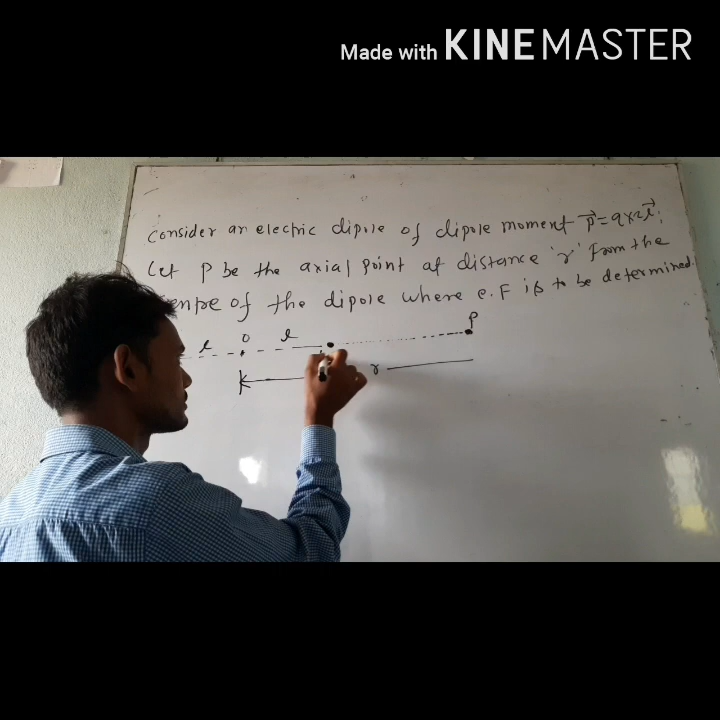 Made with KINEMASTER
Consider an electric dipole of dipole moment P⃗=q×2l⃗,
Let P be the axial point at distance 'r' from the
entre of the dipole where e.F is to be determined.
l O l P
r